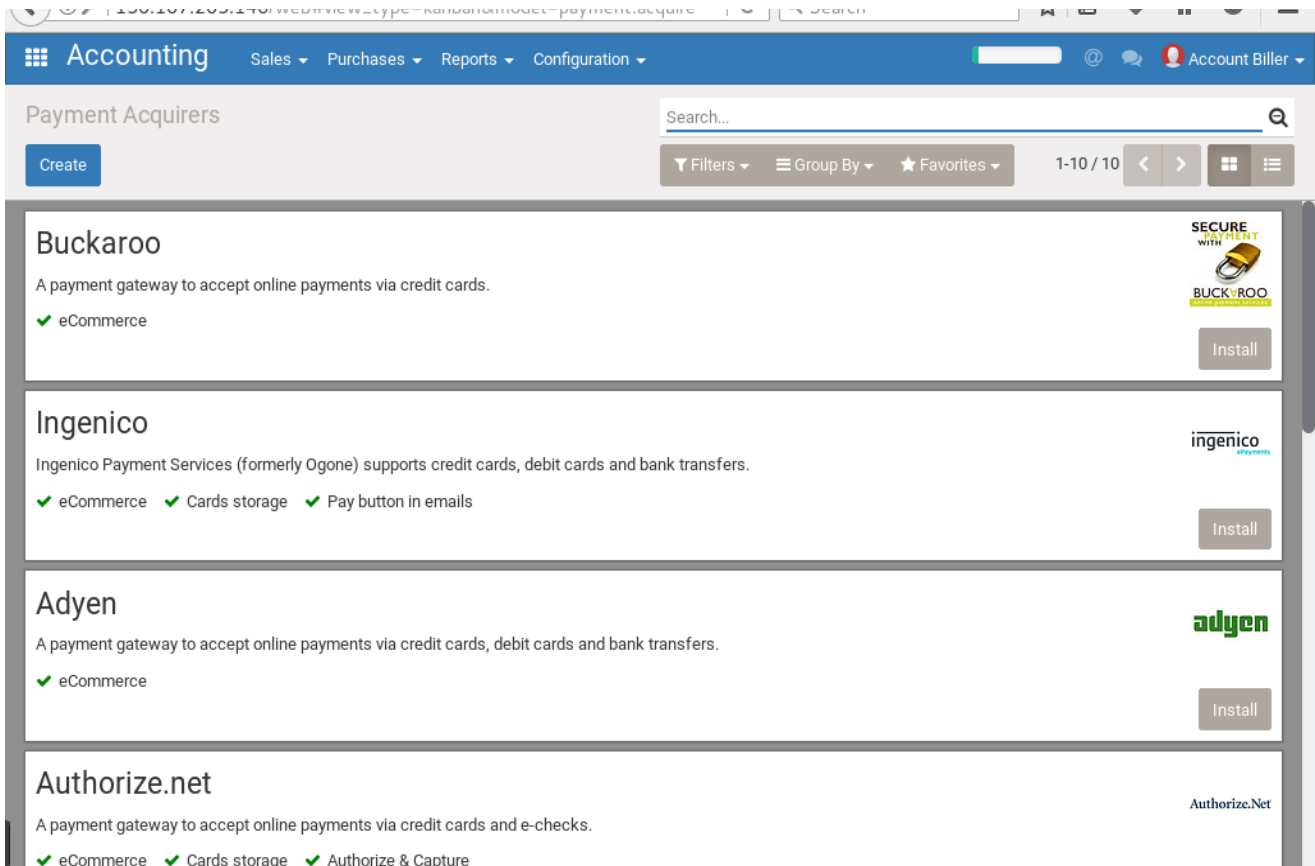 Accounting Sales Purchases Reports Configuration @ Account Biller
Payment Acquirers
Search...
Create
Filters Group By Favorites 1-10 / 10
Buckaroo
A payment gateway to accept online payments via credit cards.
eCommerce
SECURE
PAYMENT
WITH
BUCKAROO
Install
Ingenico
Ingenico Payment Services (formerly Ogone) supports credit cards, debit cards and bank transfers.
eCommerce Cards storage Pay button in emails
ingenico
ePayments
Install
Adyen
A payment gateway to accept online payments via credit cards, debit cards and bank transfers.
eCommerce
adyen
Install
Authorize.net
A payment gateway to accept online payments via credit cards and e-checks.
eCommerce Cards storage Authorize & Capture
Authorize.Net